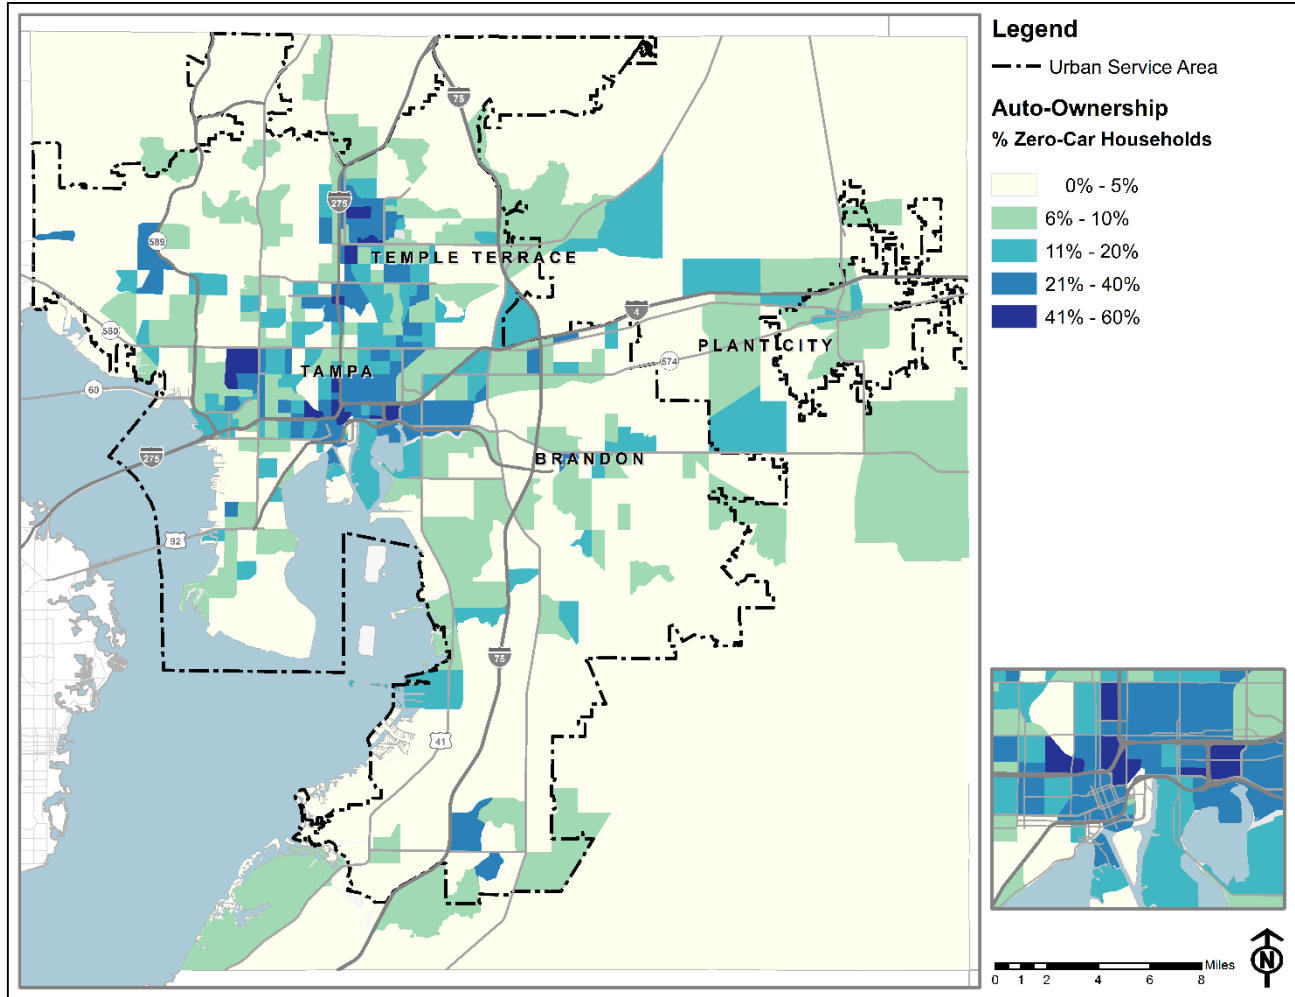 Legend
Urban Service Area
Auto-Ownership
% Zero-Car Households
0% - 5%
6% - 10%
11% - 20%
21% - 40%
41% - 60%
75
275
589
TEMPLE TERRACE
4
580
PLANT CITY
574
TAMPA
60
275
BRANDON
92
75
41
Miles
0 1 2 4 6 8
N